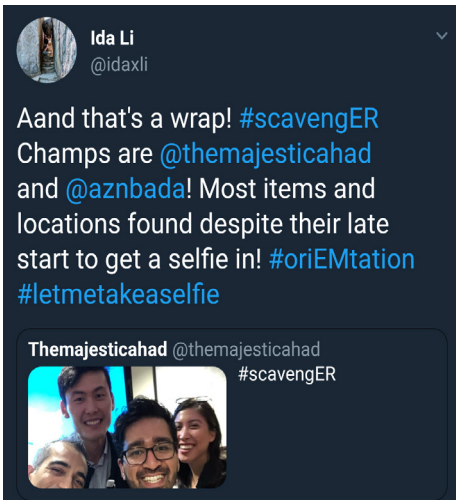 Ida Li
@idaxli
Aand that's a wrap! #scavengER
Champs are @themajesticahad
and @aznbada! Most items and
locations found despite their late
start to get a selfie in! #oriEMtation
#letmetakeaselfie
Themajesticahad @themajesticahad
#scavengER